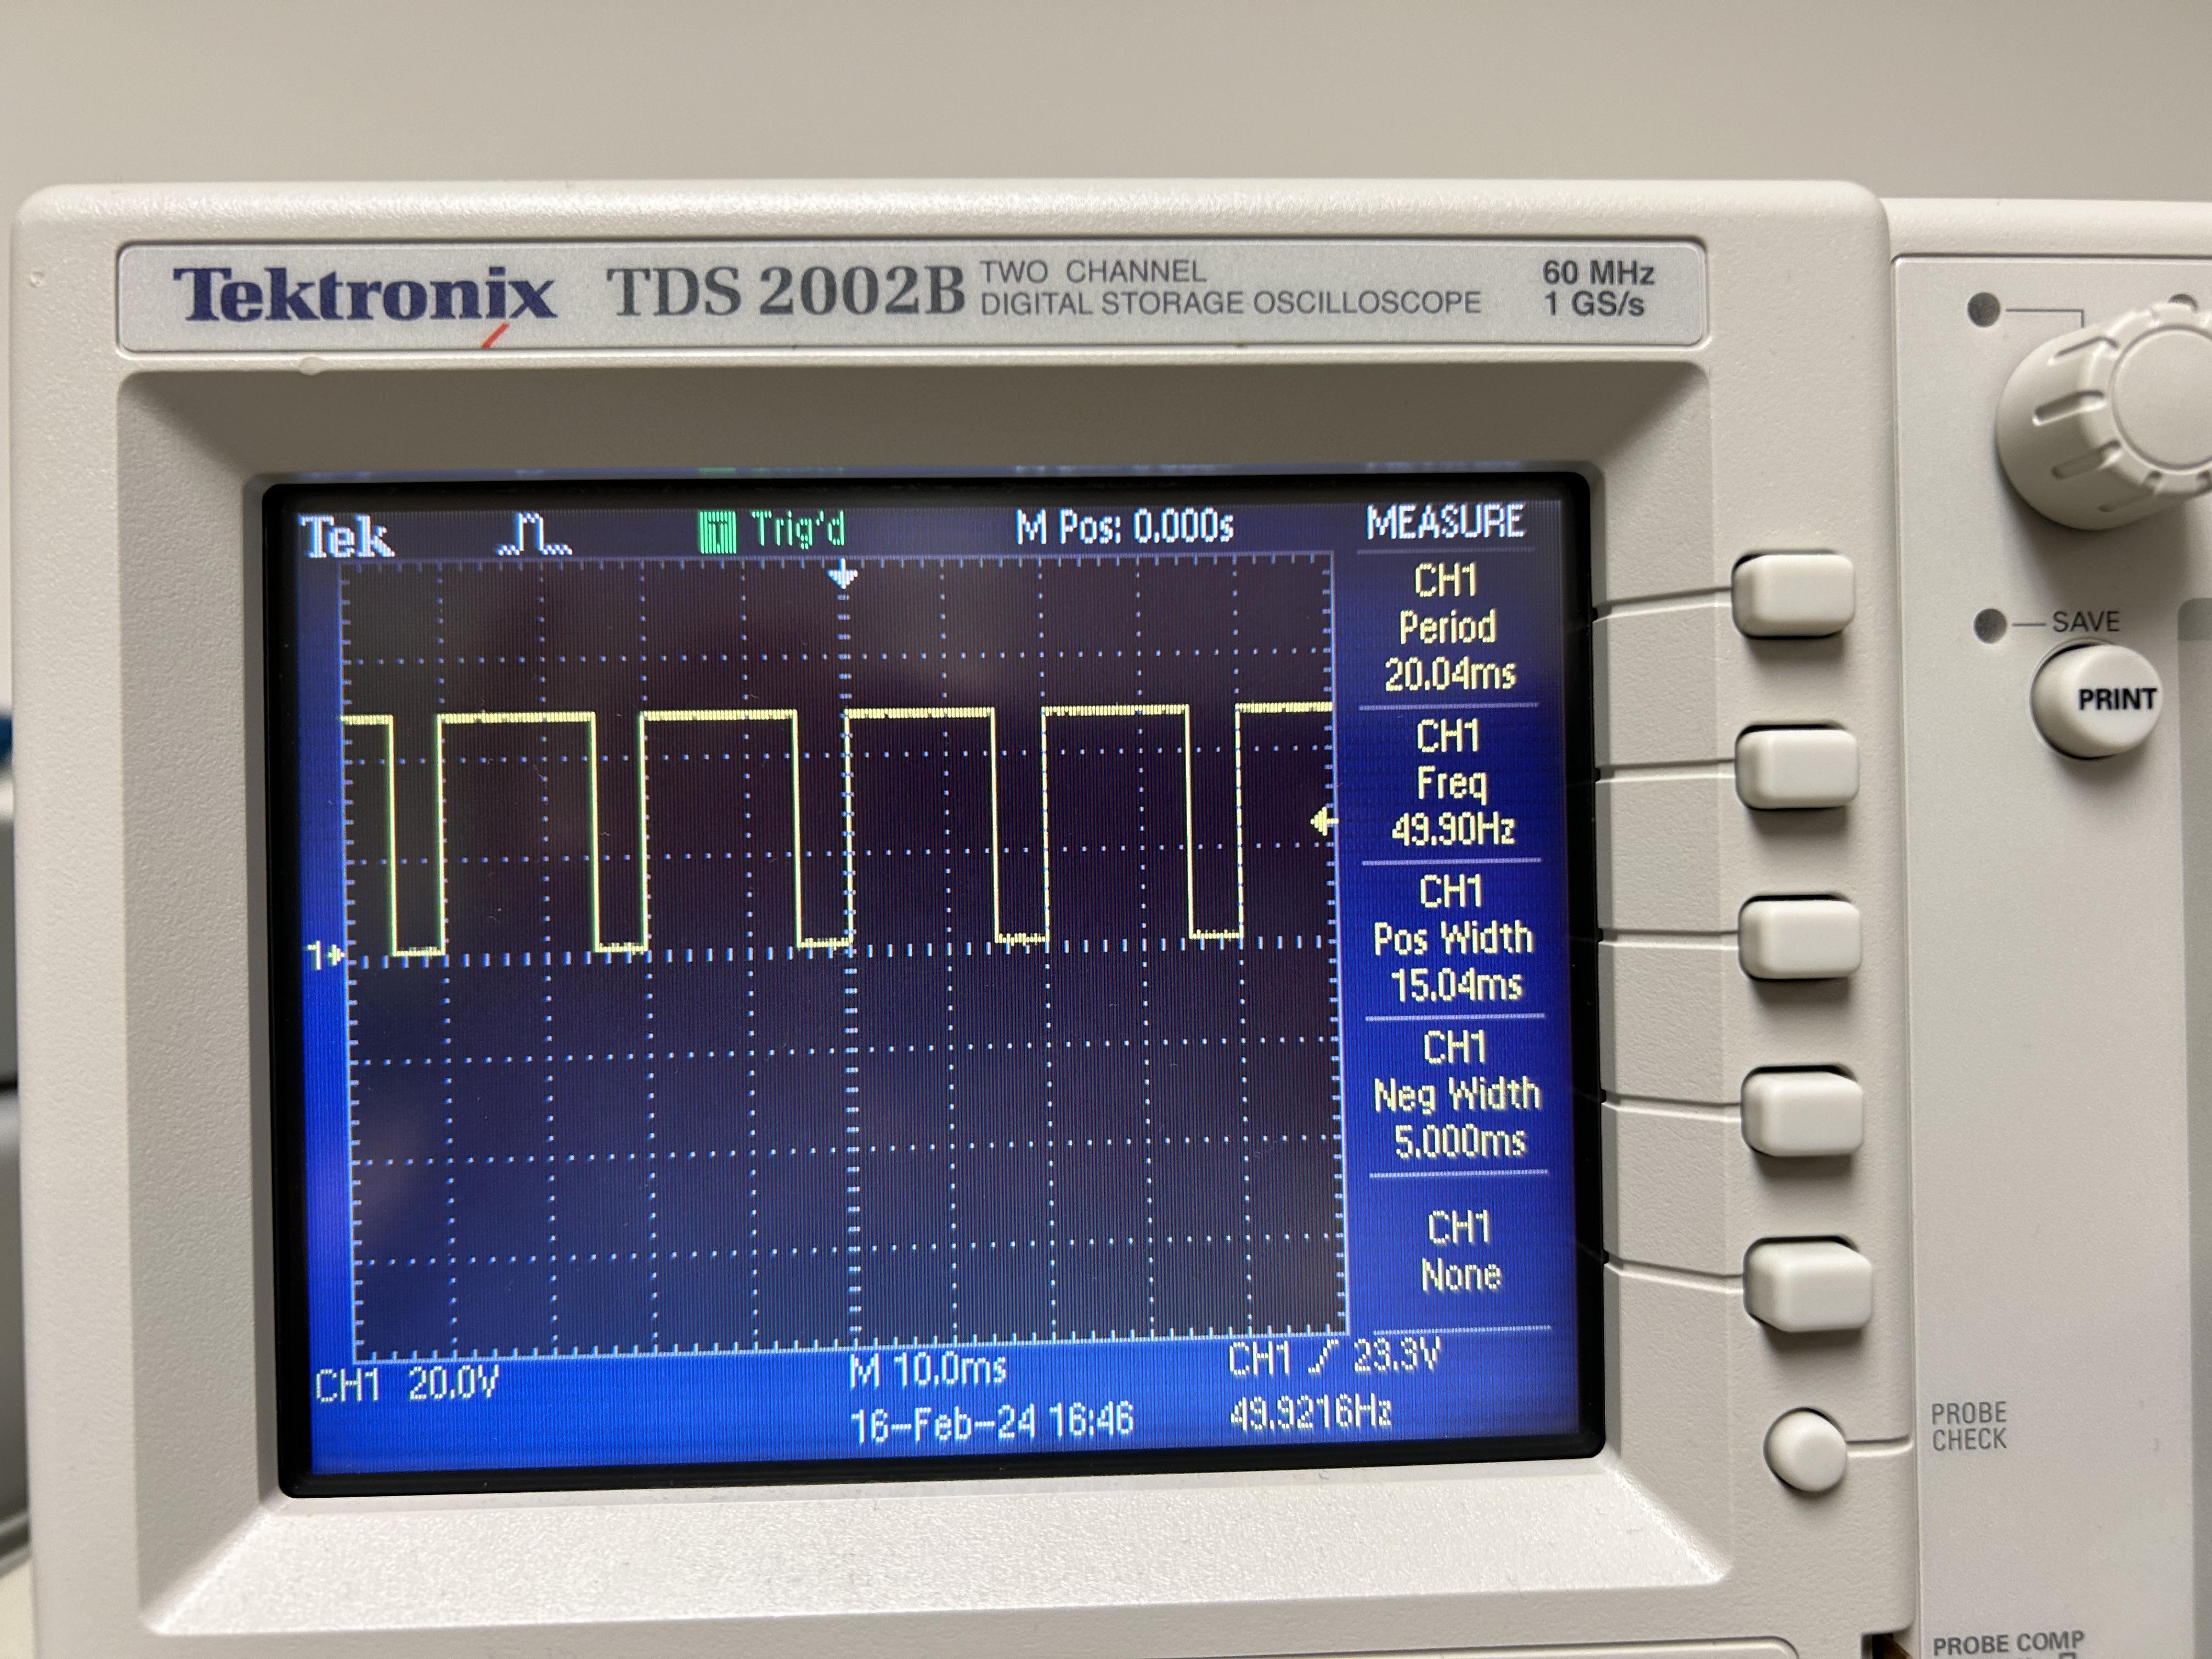 Tektronix TDS 2002B TWO CHANNEL DIGITAL STORAGE OSCILLOSCOPE
60 MHz
1 GS/s
Tek Trig'd M Pos: 0.000s MEASURE
CH1
Period
20.04ms
CH1
Freq
49.90Hz
CH1
Pos Width
15.04ms
CH1
Neg Width
5.000ms
CH1
None
1
CH1 20.0V M 10.0ms CH1 23.3V
16-Feb-24 16:46 49.9216Hz
SAVE
PRINT
PROBE
CHECK
PROBE COMP